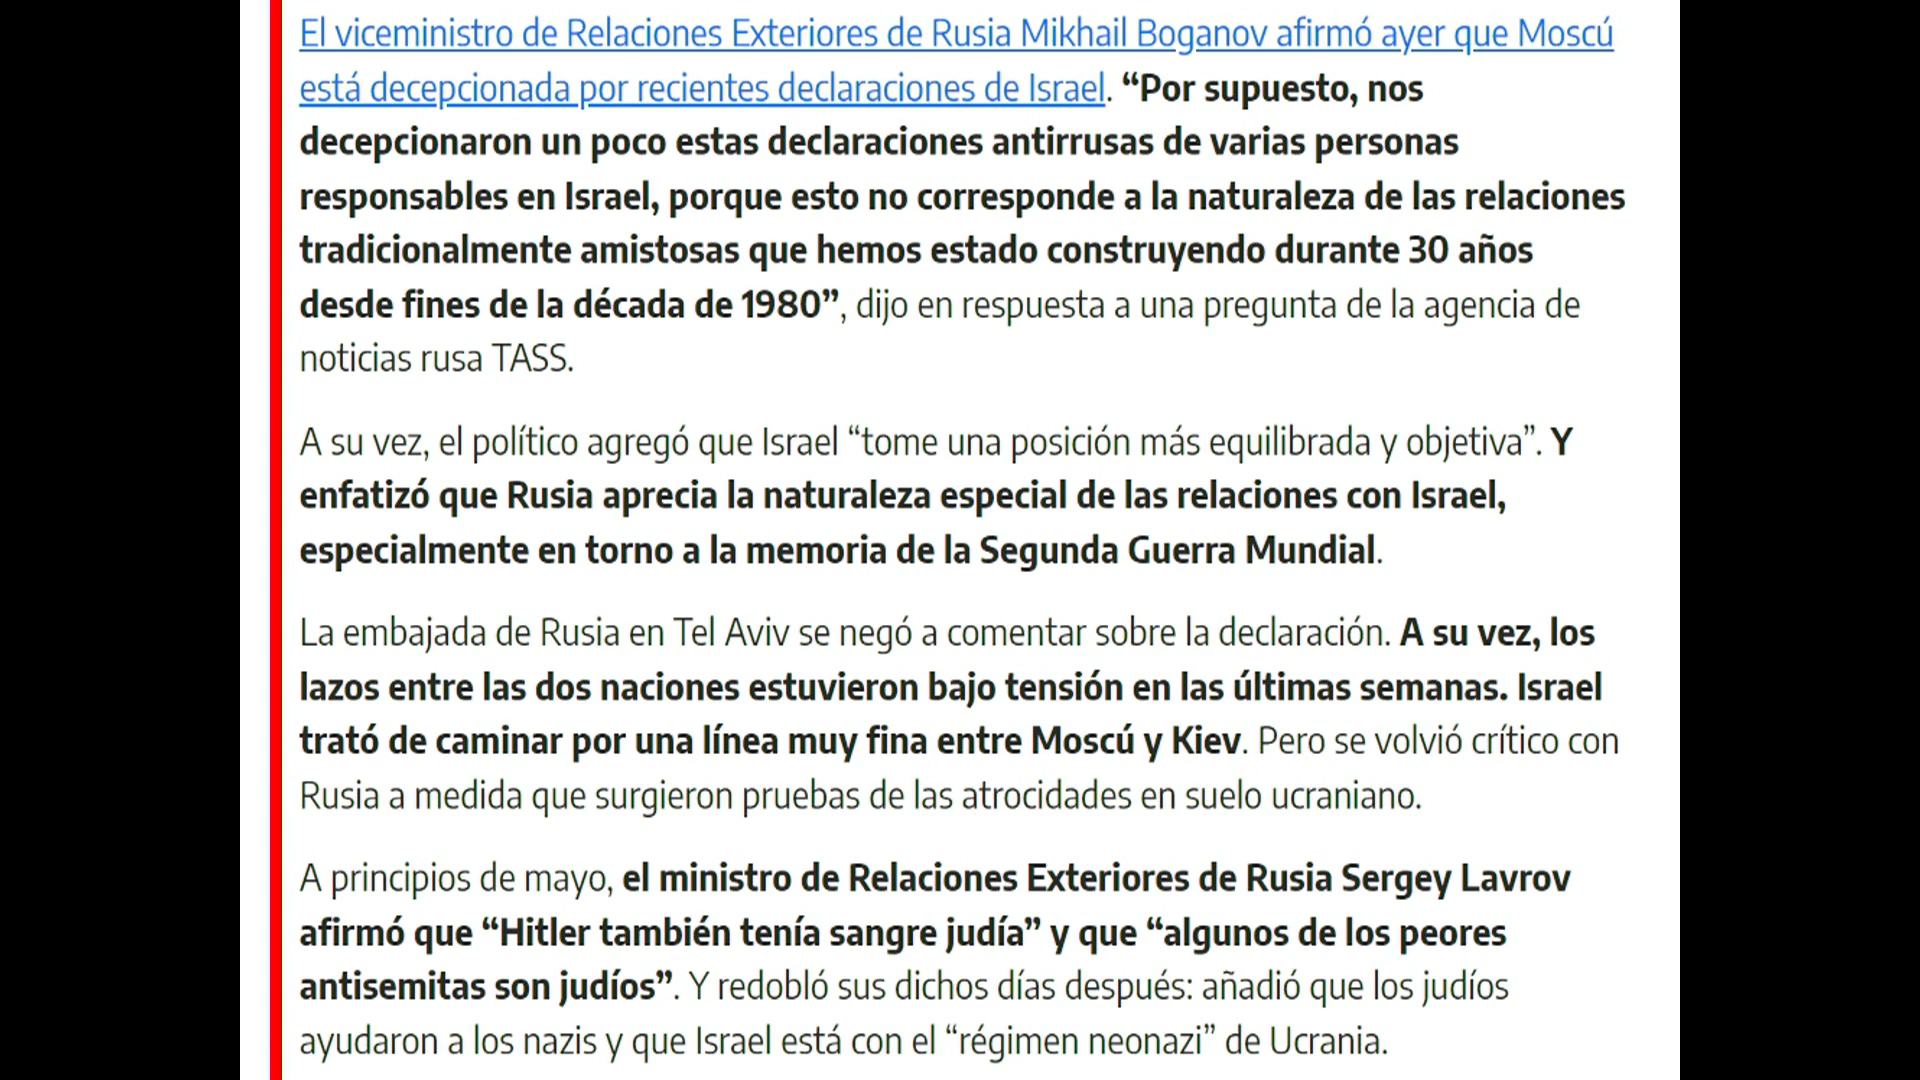 El viceministro de Relaciones Exteriores de Rusia Mikhail Boganov afirmó ayer que Moscú
está decepcionada por recientes declaraciones de Israel. “Por supuesto, nos
decepcionaron un poco estas declaraciones antirrusas de varias personas
responsables en Israel, porque esto no corresponde a la naturaleza de las relaciones
tradicionalmente amistosas que hemos estado construyendo durante 30 años
desde fines de la década de 1980”, dijo en respuesta a una pregunta de la agencia de
noticias rusa TASS.
A su vez, el político agregó que Israel “tome una posición más equilibrada y objetiva”. Y
enfatizó que Rusia aprecia la naturaleza especial de las relaciones con Israel,
especialmente en torno a la memoria de la Segunda Guerra Mundial.
La embajada de Rusia en Tel Aviv se negó a comentar sobre la declaración. A su vez, los
lazos entre las dos naciones estuvieron bajo tensión en las últimas semanas. Israel
trató de caminar por una línea muy fina entre Moscú y Kiev. Pero se volvió crítico con
Rusia a medida que surgieron pruebas de las atrocidades en suelo ucraniano.
A principios de mayo, el ministro de Relaciones Exteriores de Rusia Sergey Lavrov
afirmó que “Hitler también tenía sangre judía” y que “algunos de los peores
antisemitas son judíos”. Y redobló sus dichos días después: añadió que los judíos
ayudaron a los nazis y que Israel está con el “régimen neonazi” de Ucrania.